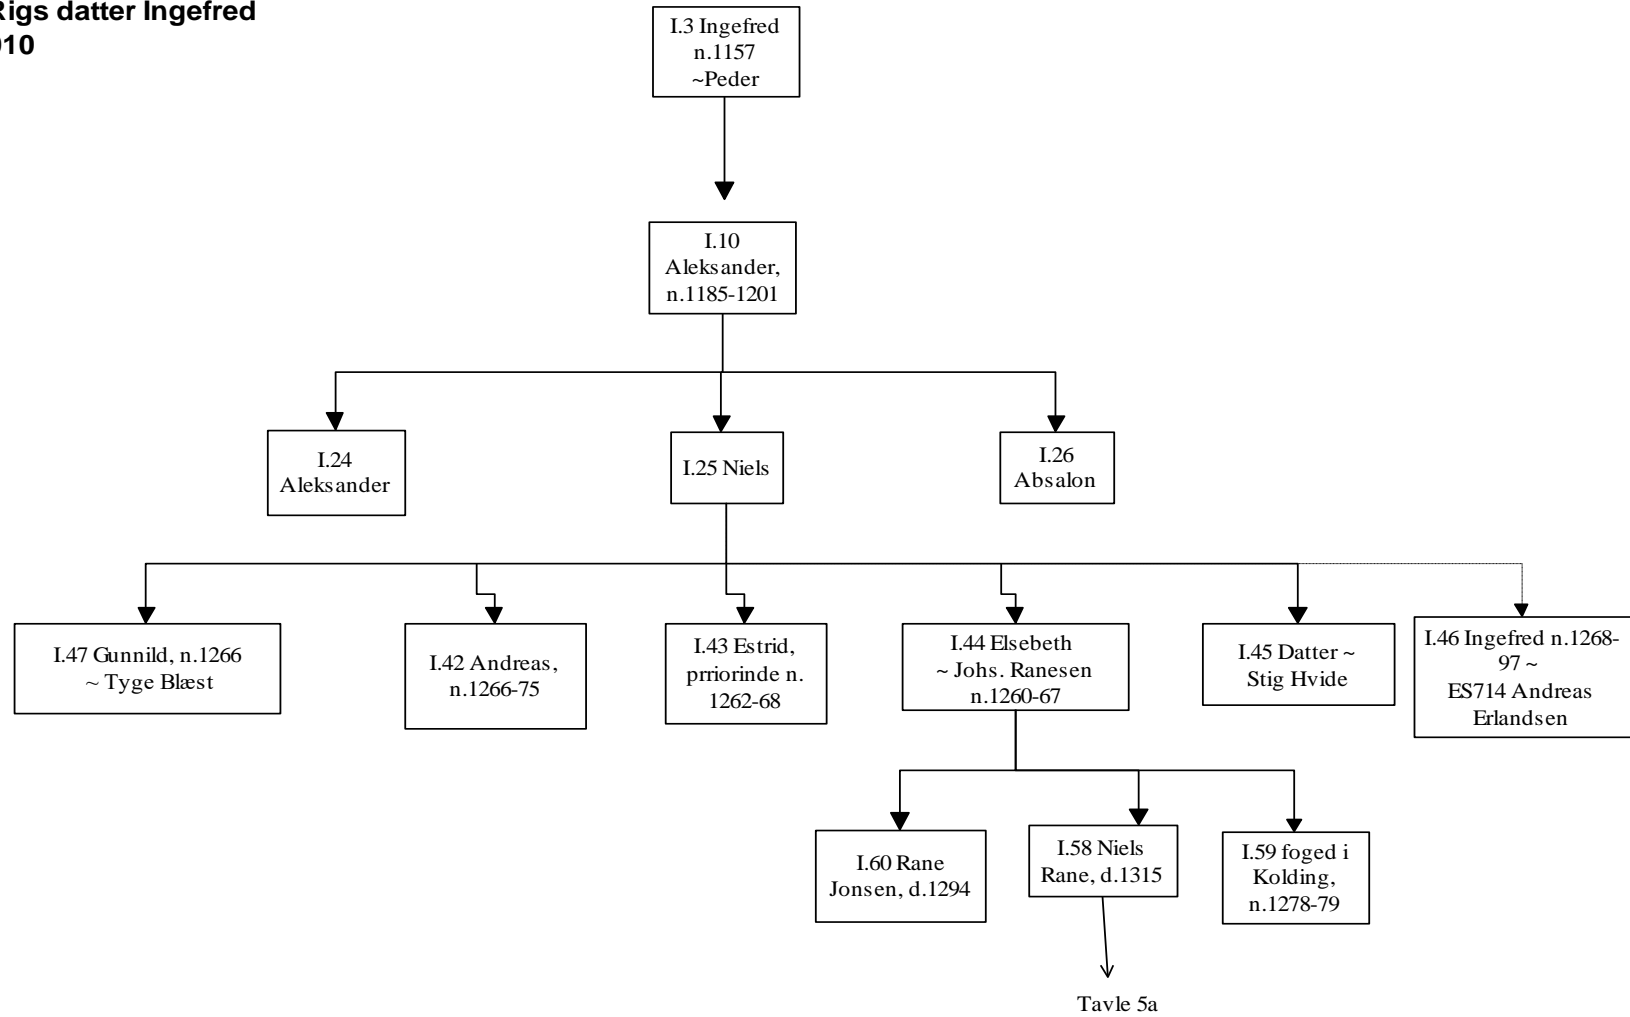 Rigs datter Ingefred
910
I.3 Ingefred
n.1157
~Peder
I.10
Aleksander,
n.1185-1201
I.24
Aleksander
I.25 Niels
I.26
Absalon
I.47 Gunnild, n.1266
~ Tyge Blæst
I.42 Andreas,
n.1266-75
I.43 Estrid,
prriorinde n.
1262-68
I.44 Elsebeth
~ Johs. Ranesen
n.1260-67
I.45 Datter ~
Stig Hvide
I.46 Ingefred n.1268-
97 ~
ES714 Andreas
Erlandsen
I.60 Rane
Jonsen, d.1294
I.58 Niels
Rane, d.1315
I.59 foged i
Kolding,
n.1278-79
Tavle 5a